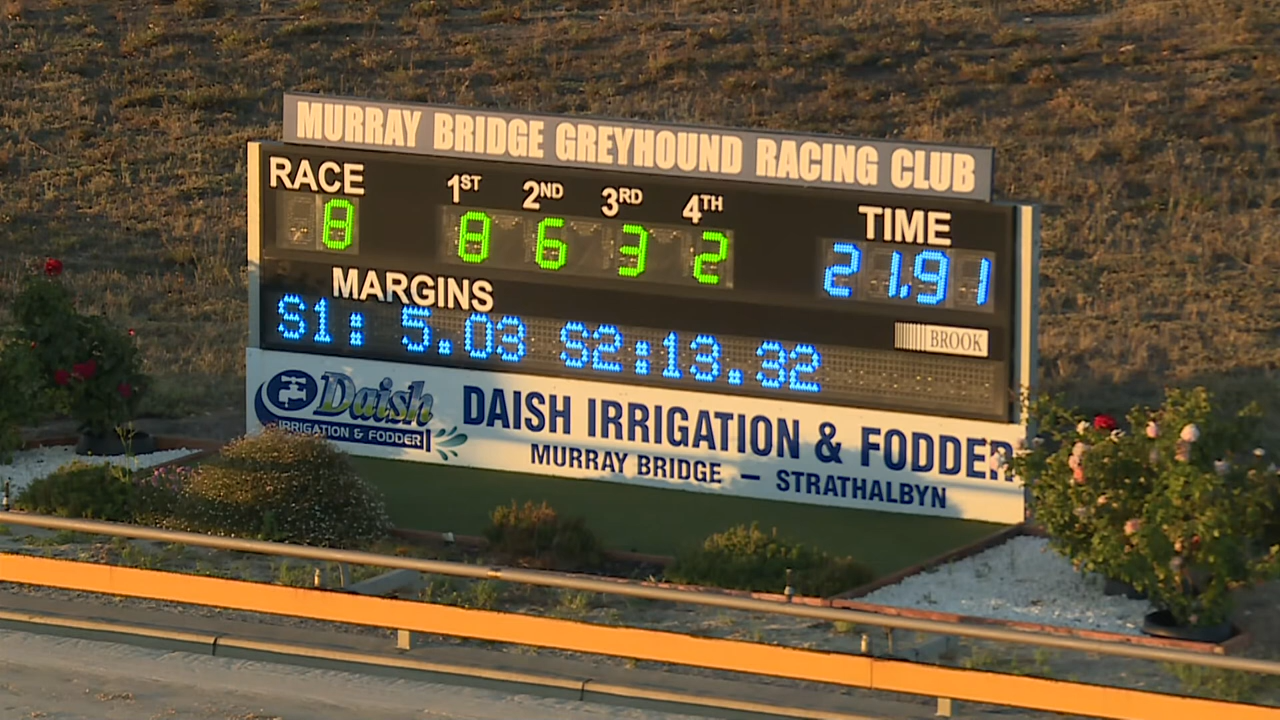 MURRAY BRIDGE GREYHOUND RACING CLUB
RACE 1ST 2ND 3RD 4TH TIME
8 8 6 3 2 21.91
MARGINS
S1: 5.03 S2:13.32
BROOK
Daish
IRRIGATION & FODDER
DAISH IRRIGATION & FODDER
MURRAY BRIDGE – STRATHALBYN